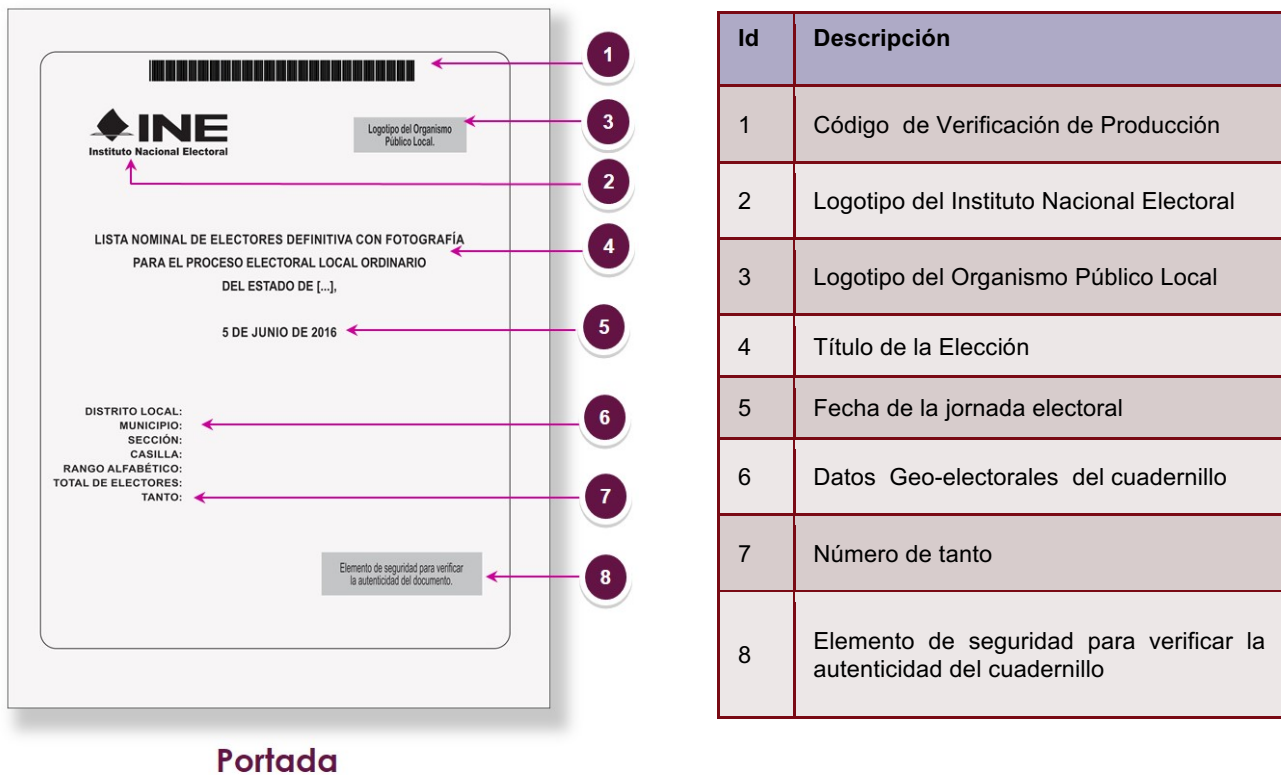 1
INE
Instituto Nacional Electoral
Logotipo del Organismo
Público Local.
3
2
LISTA NOMINAL DE ELECTORES DEFINITIVA CON FOTOGRAFÍA
PARA EL PROCESO ELECTORAL LOCAL ORDINARIO
DEL ESTADO DE [...],
4
5 DE JUNIO DE 2016
5
DISTRITO LOCAL:
MUNICIPIO:
SECCIÓN:
CASILLA:
RANGO ALFABÉTICO:
TOTAL DE ELECTORES:
TANTO:
6
7
Elemento de seguridad para verificar
la autenticidad del documento.
8
Portada
Id Descripción
1 Código de Verificación de Producción
2 Logotipo del Instituto Nacional Electoral
3 Logotipo del Organismo Público Local
4 Título de la Elección
5 Fecha de la jornada electoral
6 Datos Geo-electorales del cuadernillo
7 Número de tanto
8 Elemento de seguridad para verificar la
autenticidad del cuadernillo